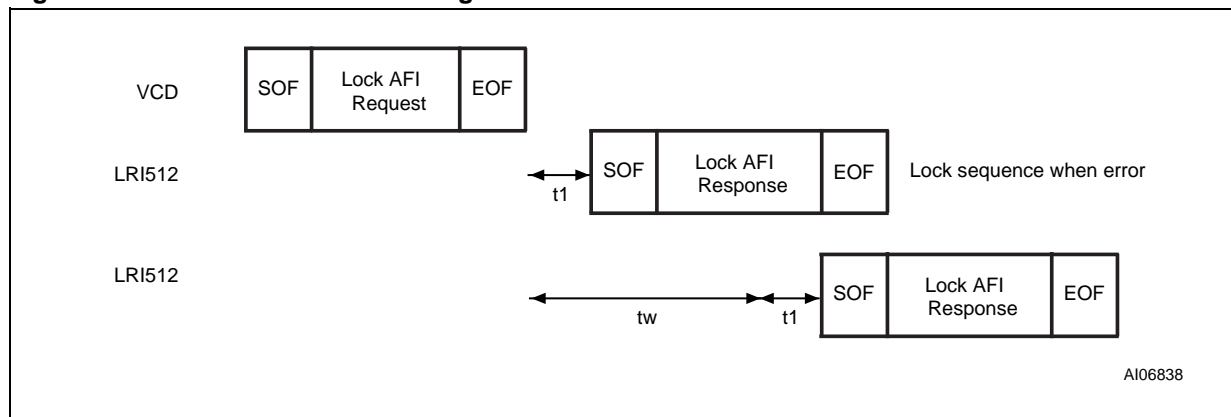 VCD
SOF
Lock AFI
Request
EOF
LRI512
t1
SOF
Lock AFI
Response
EOF
Lock sequence when error
LRI512
tw
t1
SOF
Lock AFI
Response
EOF
AI06838